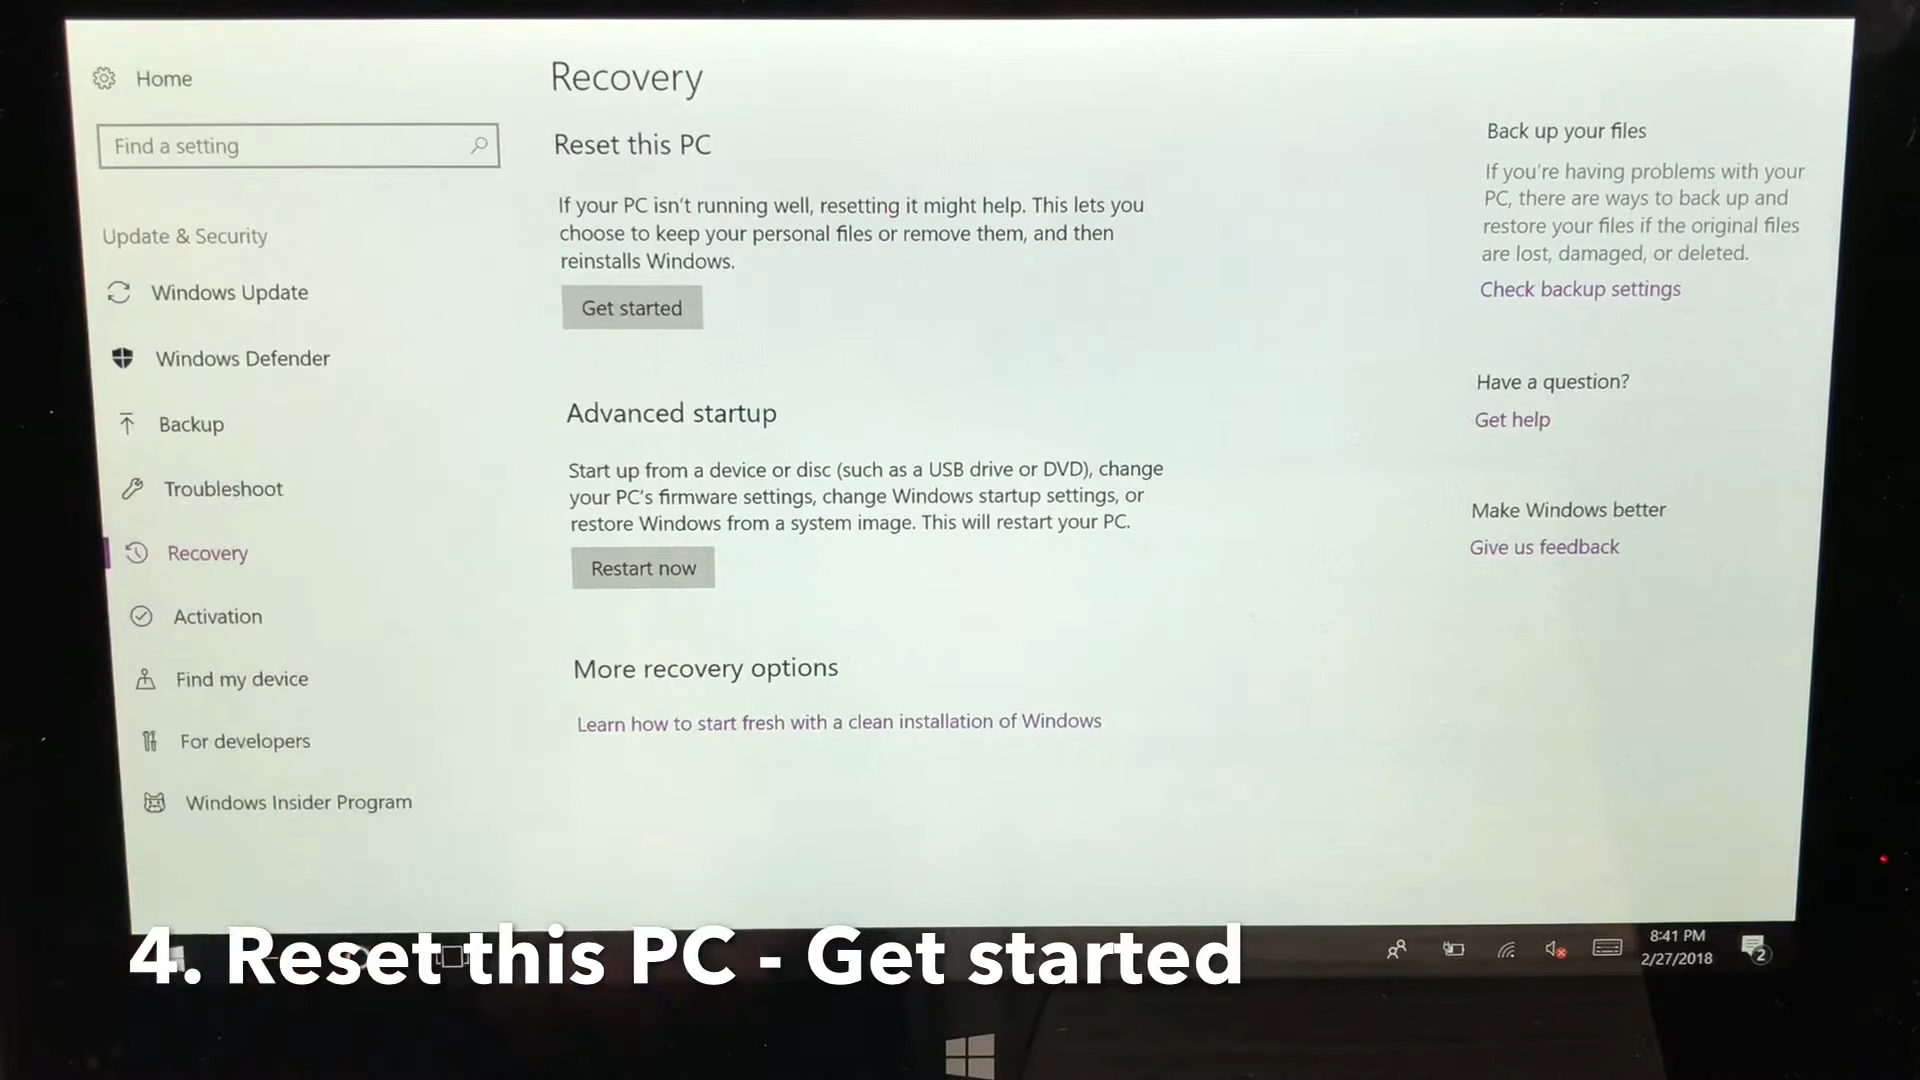 Home
Find a setting
Update & Security
Windows Update
Windows Defender
Backup
Troubleshoot
Recovery
Activation
Find my device
For developers
Windows Insider Program
Recovery
Reset this PC
If your PC isn't running well, resetting it might help. This lets you
choose to keep your personal files or remove them, and then
reinstalls Windows.
Get started
Advanced startup
Start up from a device or disc (such as a USB drive or DVD), change
your PC's firmware settings, change Windows startup settings, or
restore Windows from a system image. This will restart your PC.
Restart now
More recovery options
Learn how to start fresh with a clean installation of Windows
Back up your files
If you're having problems with your
PC, there are ways to back up and
restore your files if the original files
are lost, damaged, or deleted.
Check backup settings
Have a question?
Get help
Make Windows better
Give us feedback
4. Reset this PC - Get started
8:41 PM
2/27/2018
2